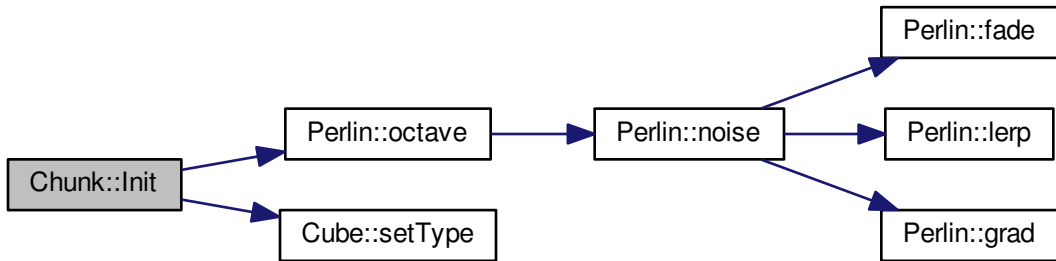 Chunk::Init
Perlin::octave
Cube::setType
Perlin::noise
Perlin::fade
Perlin::lerp
Perlin::grad